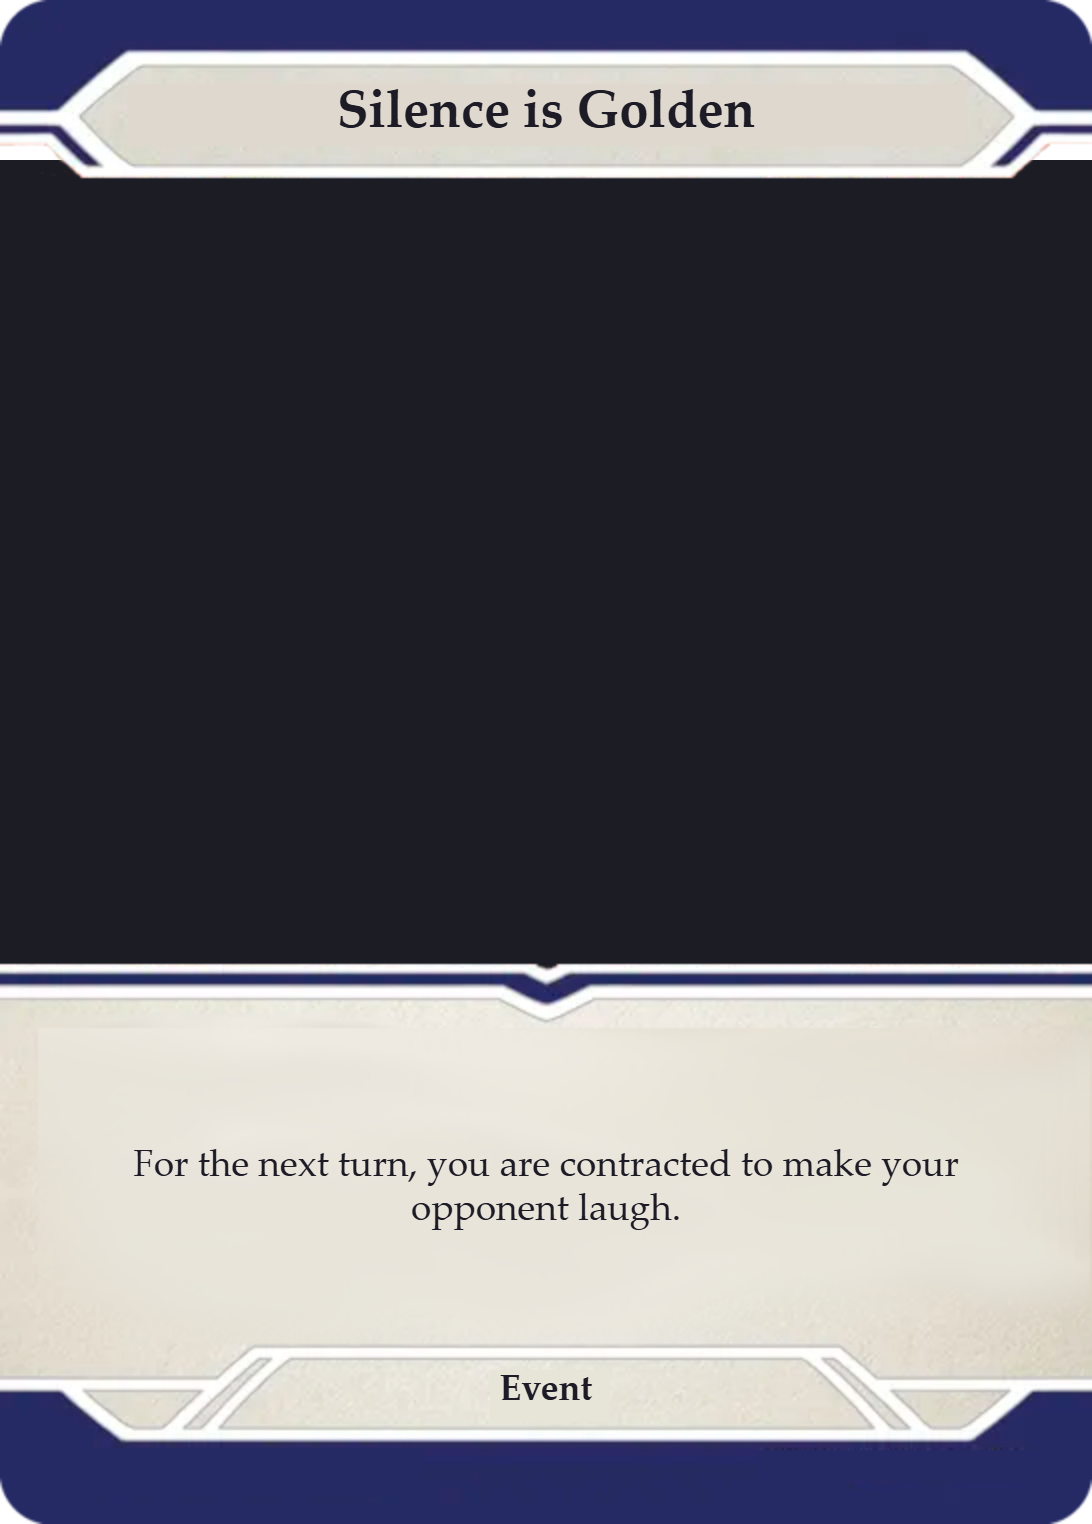 Silence is Golden
For the next turn, you are contracted to make your
opponent laugh.
Event